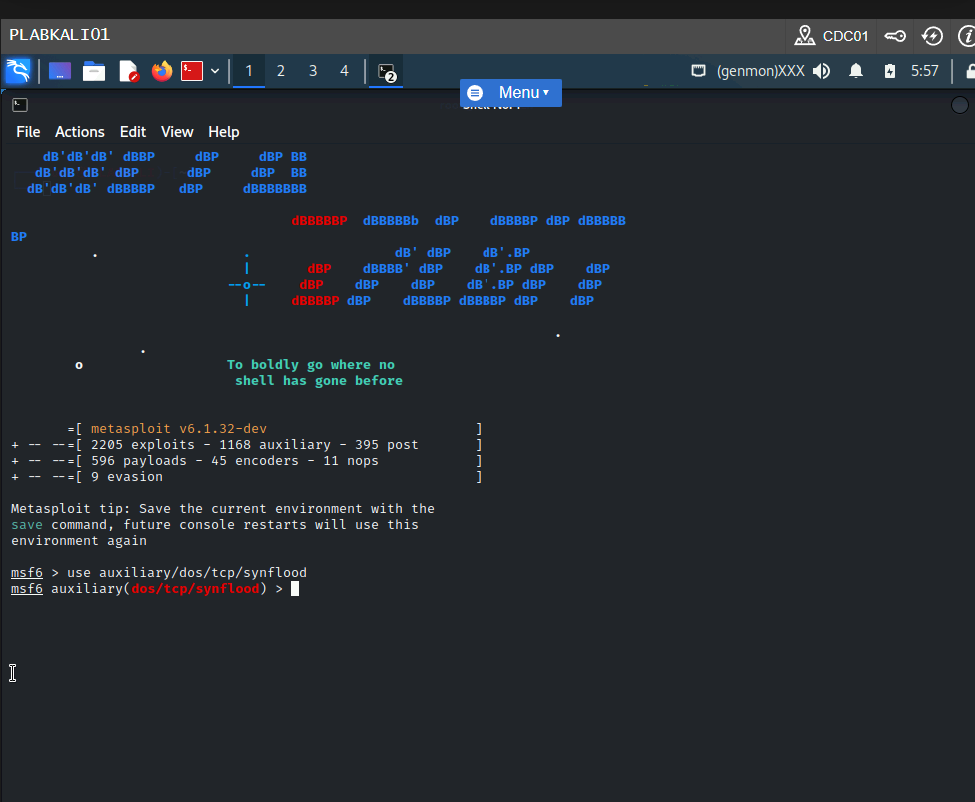 PLABKALI01
CDC01
1 2 3 4 2 (genmon)XXX 5:57
Menu
File Actions Edit View Help
dB'dB'dB' dBBP dBP dBP BB
dB'dB'dB' dBP dBP dBP BB
dB'dB'dB' dBBBBP dBP dBBBBBBB
dBBBBBP dBBBBBb dBP dBBBBP dBP dBBBBB
BP
. . dB' dBP dB'.BP
| dBP dBBBB' dBP dB'.BP dBP dBP
--o-- dBP dBP dBP dB'.BP dBP dBP
| dBBBBP dBP dBBBBP dBBBBP dBP dBP
.
.
o To boldly go where no
shell has gone before
=[ metasploit v6.1.32-dev ]
+ -- --=[ 2205 exploits - 1168 auxiliary - 395 post ]
+ -- --=[ 596 payloads - 45 encoders - 11 nops ]
+ -- --=[ 9 evasion ]
Metasploit tip: Save the current environment with the
save command, future console restarts will use this
environment again
msf6 > use auxiliary/dos/tcp/synflood
msf6 auxiliary(dos/tcp/synflood) >